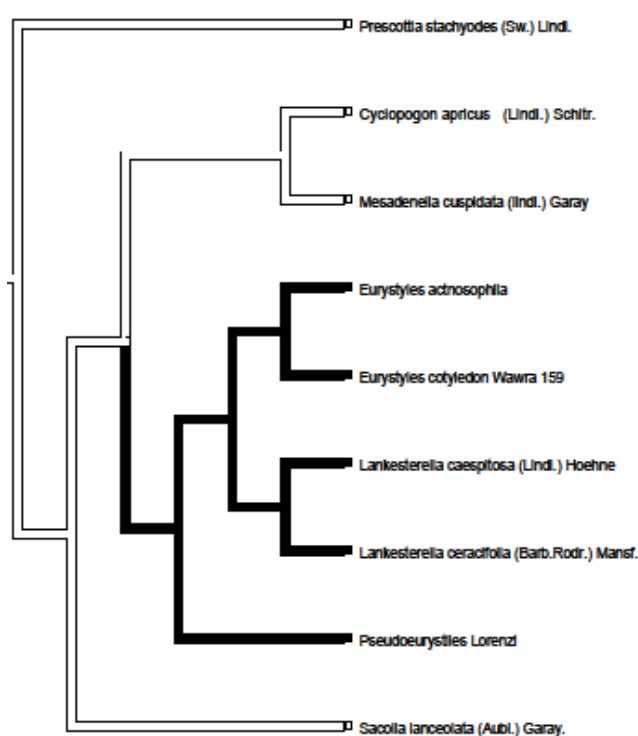 Prescottia stachyodes (Sw.) Lindl.
Cyclopogon apricus (Lindl.) Schltr.
Mesadenella cuspidata (lindl.) Garay
Eurystyles actnosophila
Eurystyles cotyledon Wawra 159
Lankesterella caespitosa (Lindl.) Hoehne
Lankesterella ceracifolia (Barb.Rodr.) Mansf.
Pseudoeurystiles Lorenzi
Sacoila lanceolata (Aubl.) Garay.